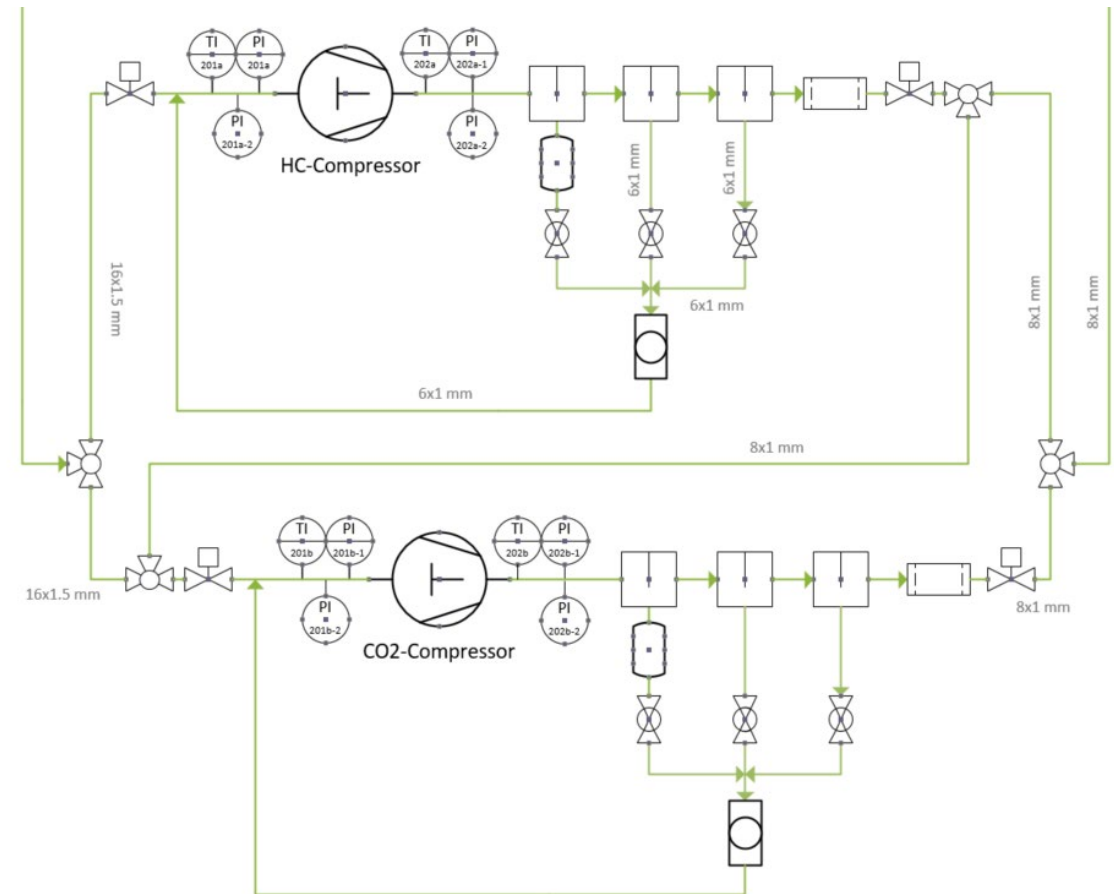 TI
201a
PI
201a
TI
202a
PI
202a-1
PI
201a-2
PI
202a-2
HC-Compressor
6x1 mm
6x1 mm
16x1.5 mm
6x1 mm
8x1 mm
8x1 mm
6x1 mm
8x1 mm
TI
201b
PI
201b-1
TI
202b
PI
202b-1
16x1.5 mm
PI
201b-2
PI
202b-2
8x1 mm
CO2-Compressor